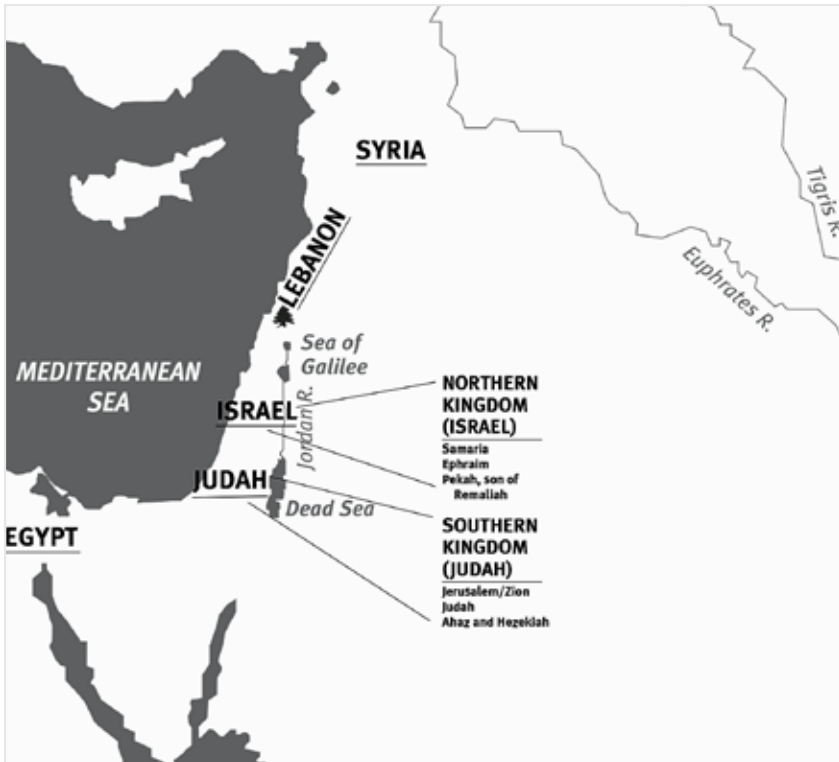 SYRIA
Tigris R.
Euphrates R.
LEBANON
Sea of
Galilee
MEDITERRANEAN
SEA
ISRAEL
Jordan R.
NORTHERN
KINGDOM
(ISRAEL)
Samaria
Ephraim
Pekah, son of
Remaliah
JUDAH
Dead Sea
EGYPT
SOUTHERN
KINGDOM
(JUDAH)
Jerusalem/Zion
Judah
Ahaz and Hezekiah